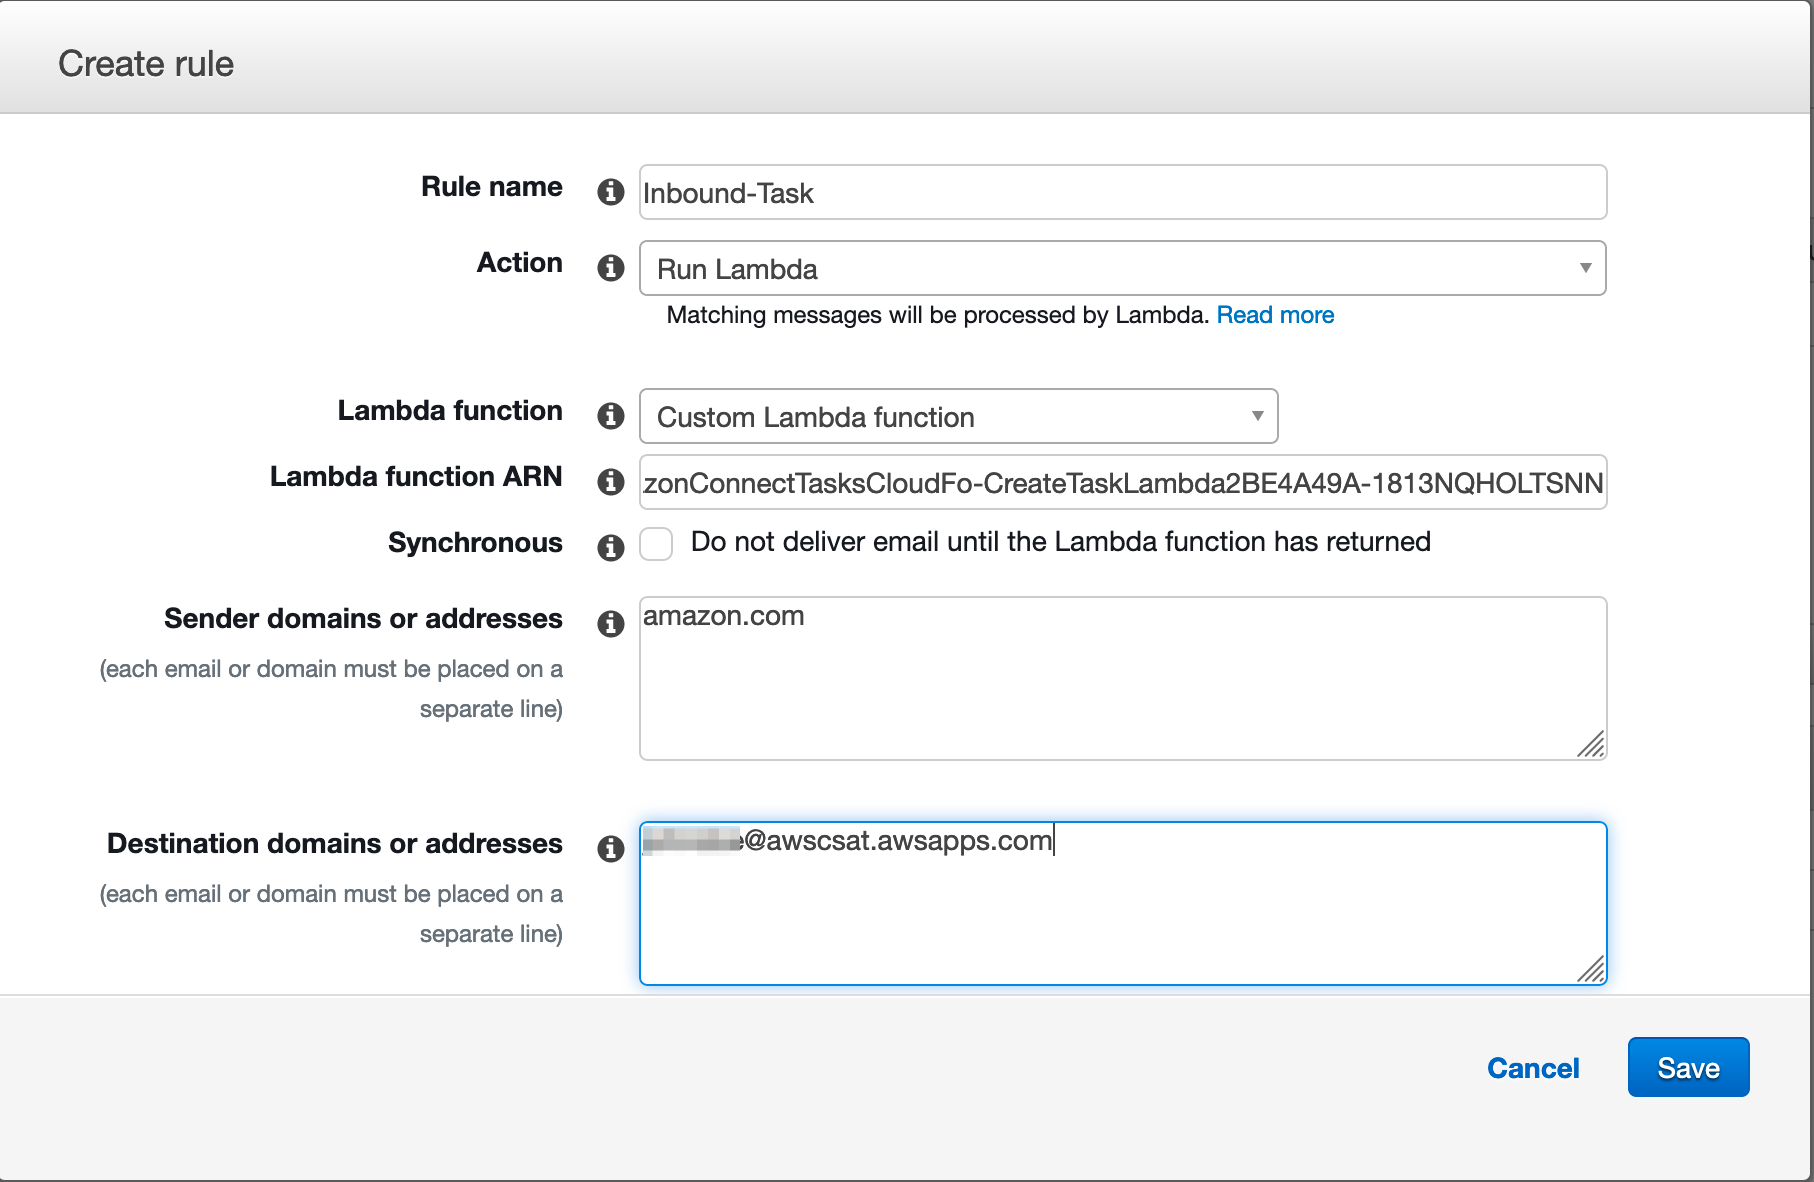 Create rule
Rule name
Inbound-Task
Action
Run Lambda
Matching messages will be processed by Lambda. Read more
Lambda function
Custom Lambda function
Lambda function ARN
zonConnectTasksCloudFo-CreateTaskLambda2BE4A49A-1813NQHOLTSNN
Synchronous
Do not deliver email until the Lambda function has returned
Sender domains or addresses
(each email or domain must be placed on a
separate line)
amazon.com
Destination domains or addresses
(each email or domain must be placed on a
separate line)
@awscsat.awsapps.com
Cancel
Save